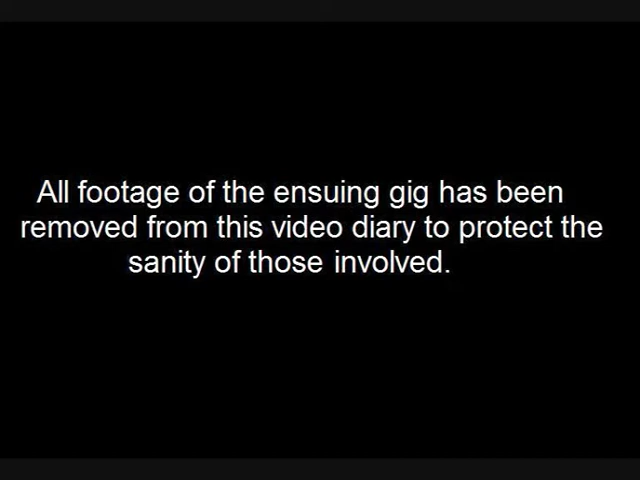 All footage of the ensuing gig has been
removed from this video diary to protect the
sanity of those involved.